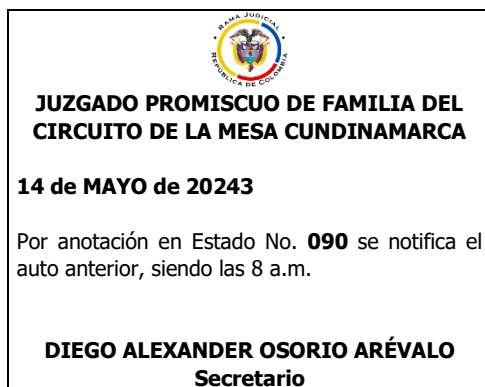 RAMA JUDICIAL
REPÚBLICA DE COLOMBIA
JUZGADO PROMISCUO DE FAMILIA DEL
CIRCUITO DE LA MESA CUNDINAMARCA
14 de MAYO de 20243
Por anotación en Estado No. 090 se notifica el
auto anterior, siendo las 8 a.m.
DIEGO ALEXANDER OSORIO ARÉVALO
Secretario